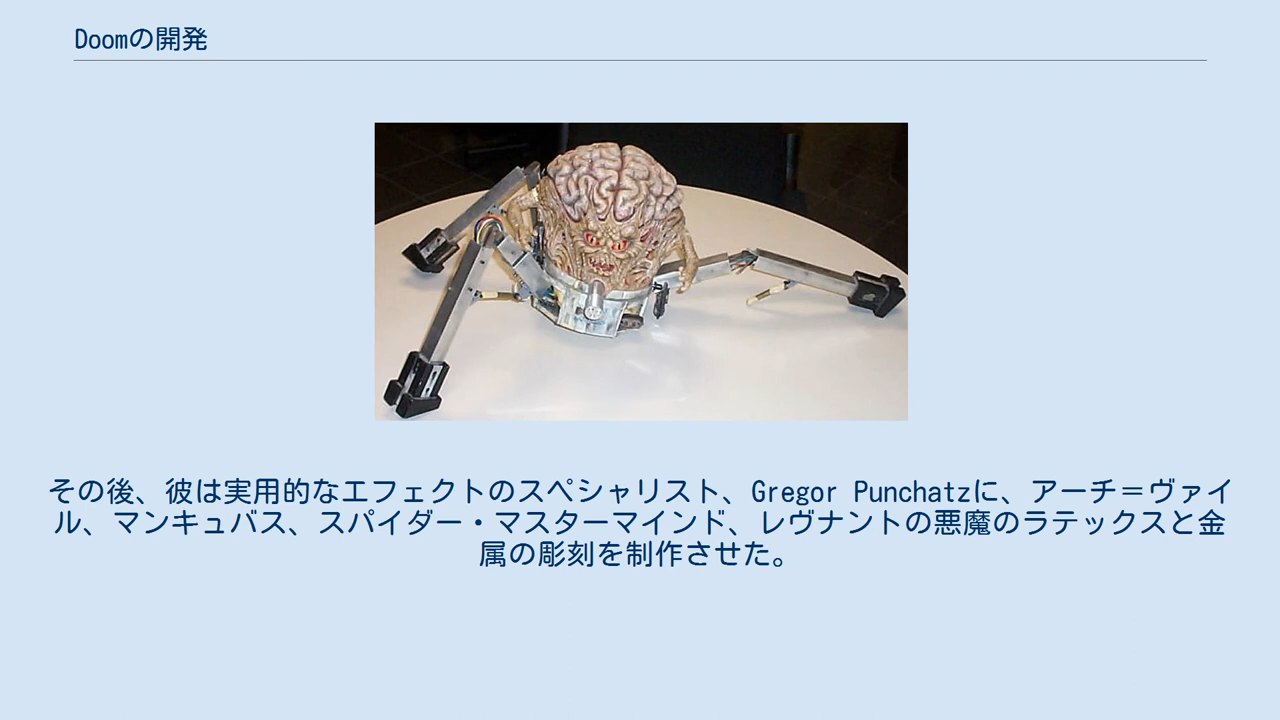 Doomの開発
その後、彼は実用的なエフェクトのスペシャリスト、Gregor Punchatzに、アーチ＝ヴァイ
ル、マンキュバス、スパイダー・マスターマインド、レヴナントの悪魔のラテックスと金
属の彫刻を制作させた。